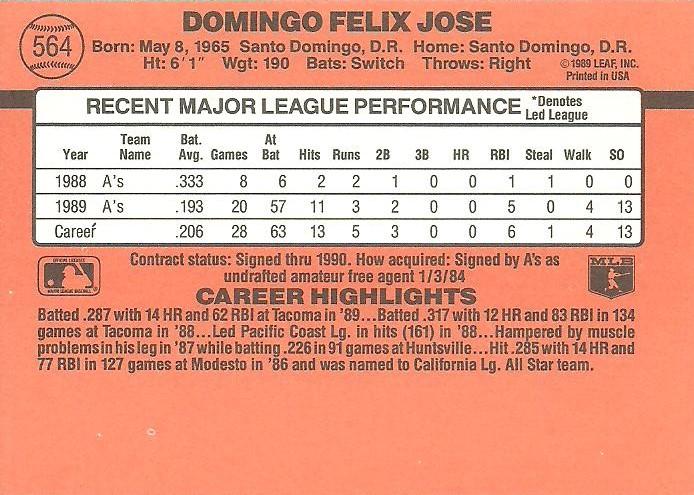 564
DOMINGO FELIX JOSE
Born: May 8, 1965 Santo Domingo, D.R. Home: Santo Domingo, D.R.
Ht: 6'1" Wgt: 190 Bats: Switch Throws: Right
©1989 LEAF, INC.
Printed in USA
RECENT MAJOR LEAGUE PERFORMANCE *Denotes
Led League
Year Team Name Bat. Avg. Games At Bat Hits Runs 2B 3B HR RBI Steal Walk SO
1988 A's .333 8 6 2 2 1 0 0 1 1 0 0
1989 A's .193 20 57 11 3 2 0 0 5 0 4 13
Career .206 28 63 13 5 3 0 0 6 1 4 13
Contract status: Signed thru 1990. How acquired: Signed by A's as
undrafted amateur free agent 1/3/84
MLB
CAREER HIGHLIGHTS
Batted .287 with 14 HR and 62 RBI at Tacoma in '89...Batted .317 with 12 HR and 83 RBI in 134
games at Tacoma in '88...Led Pacific Coast Lg. in hits (161) in '88...Hampered by muscle
problems in his leg in '87 while batting .226 in 91 games at Huntsville...Hit .285 with 14 HR and
77 RBI in 127 games at Modesto in '86 and was named to California Lg. All Star team.